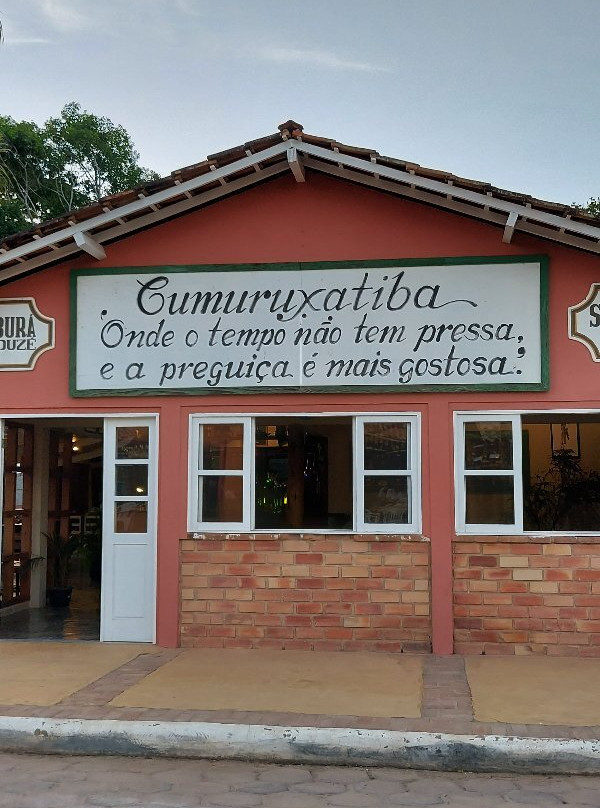 Cumuruxatiba
"Onde o tempo não tem pressa,
e a preguiça é mais gostosa."